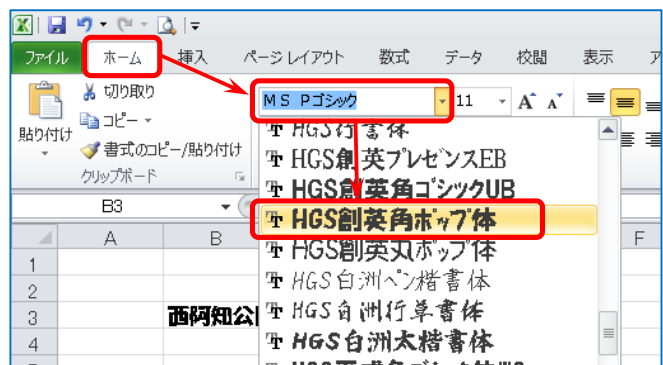 ファイル ホーム 挿入 ページレイアウト 数式 データ 校閲 表示 ア
切り取り
コピー
書式のコピー/貼り付け
貼り付け
クリップボード
MS Pゴシック 11 A A
HGS行書体
HGS創英プレゼンスEB
HGS創英角ゴシックUB
HGS創英角ポップ体
HGS創英丸ポップ体
HGS白洲ペン楷書体
HGS白洲行草書体
HGS白洲太楷書体
B3
A B F
1
2
3 西阿知公
4